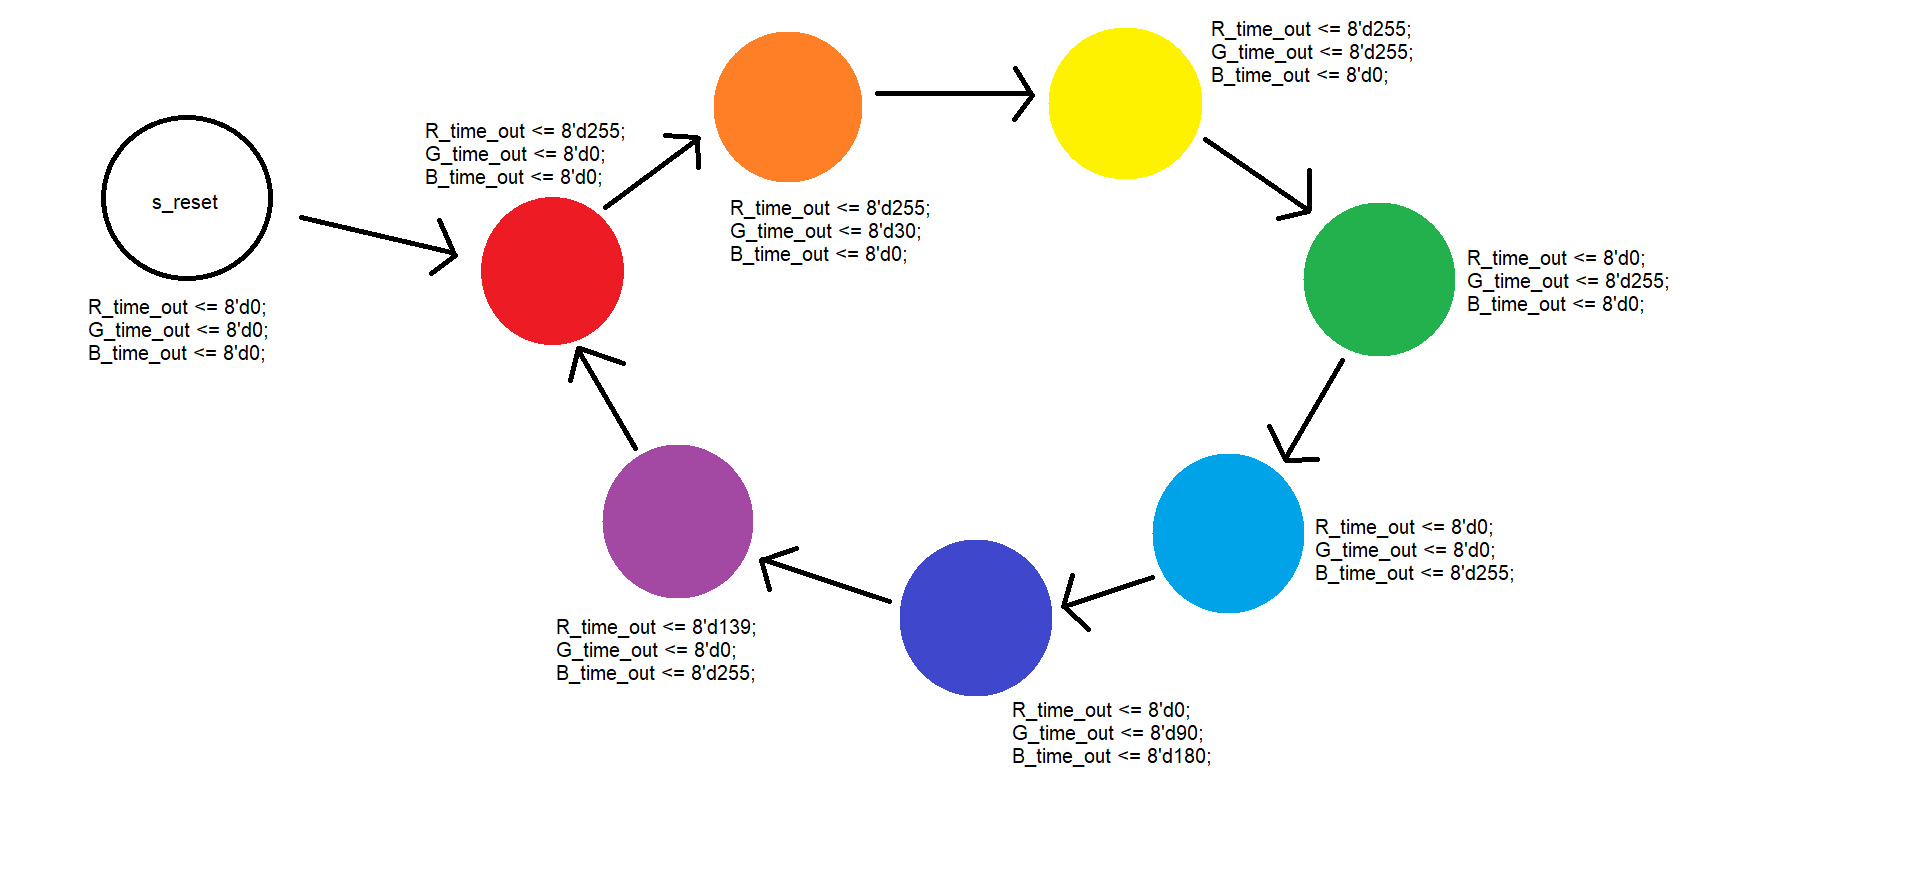 s_reset
R_time_out <= 8'd0;
G_time_out <= 8'd0;
B_time_out <= 8'd0;
R_time_out <= 8'd255;
G_time_out <= 8'd0;
B_time_out <= 8'd0;
R_time_out <= 8'd255;
G_time_out <= 8'd30;
B_time_out <= 8'd0;
R_time_out <= 8'd255;
G_time_out <= 8'd255;
B_time_out <= 8'd0;
R_time_out <= 8'd0;
G_time_out <= 8'd255;
B_time_out <= 8'd0;
R_time_out <= 8'd0;
G_time_out <= 8'd0;
B_time_out <= 8'd255;
R_time_out <= 8'd0;
G_time_out <= 8'd90;
B_time_out <= 8'd180;
R_time_out <= 8'd139;
G_time_out <= 8'd0;
B_time_out <= 8'd255;